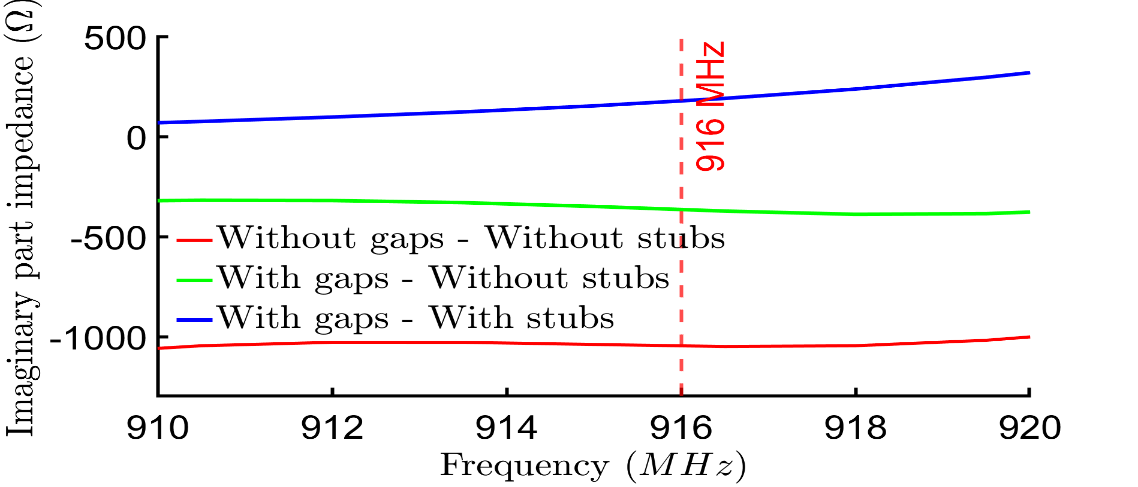 Imaginary part impedance (Ω)
500
0
-500
-1000
916 MHz
Without gaps - Without stubs
With gaps - Without stubs
With gaps - With stubs
910 912 914 916 918 920
Frequency (MHz)